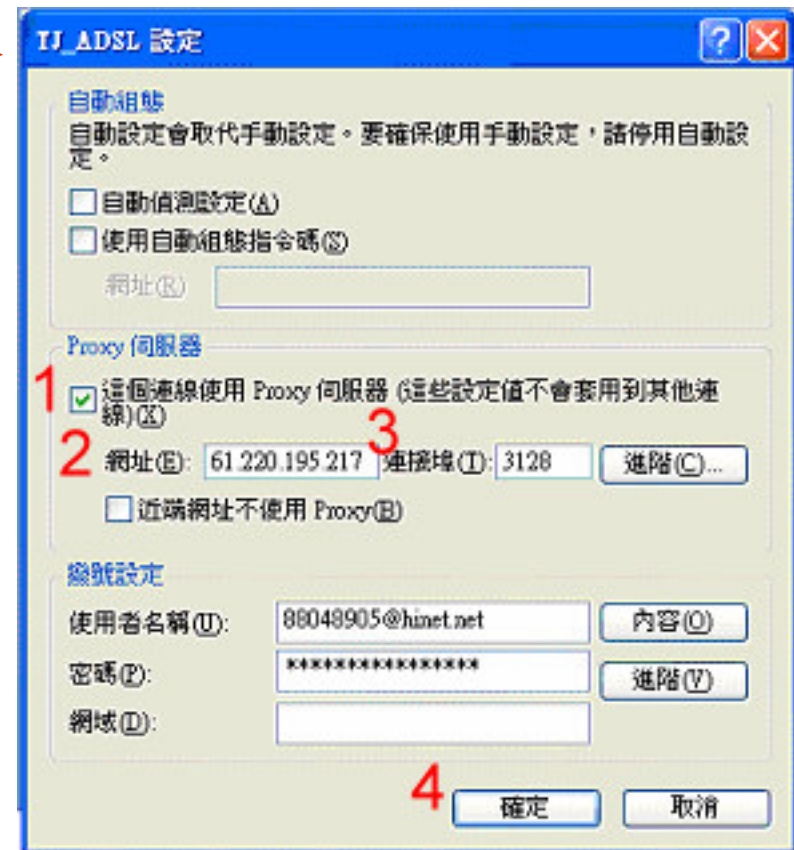 YJ_ADSL 設定
自動組態
自動設定會取代手動設定。要確保使用手動設定，請停用自動設
定。
自動偵測設定(A)
使用自動組態指令碼(S)
網址(R)
Proxy 伺服器
1 這個連線使用 Proxy 伺服器 (這些設定值不會套用到其他連
線)(X)
2 網址(E): 61.220.195.217 3 連接埠(T): 3128 進階(C)...
近端網址不使用 Proxy(B)
撥號設定
使用者名稱(U): 88048905@hinet.net 內容(O)
密碼(P): **************** 進階(V)
網域(D):
4 確定 取消